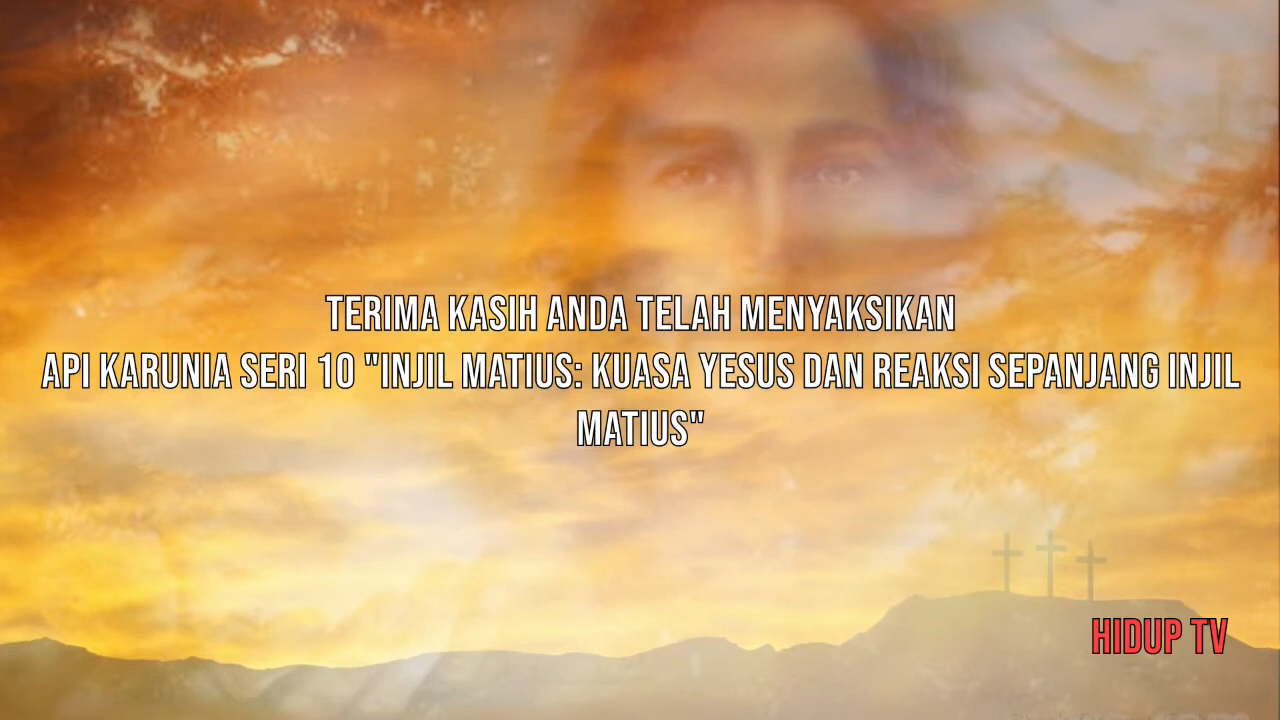 TERIMA KASIH ANDA TELAH MENYAKSIKAN
API KARUNIA SERI 10 "INJIL MATIUS: KUASA YESUS DAN REAKSI SEPANJANG INJIL
MATIUS"
HIDUP TV